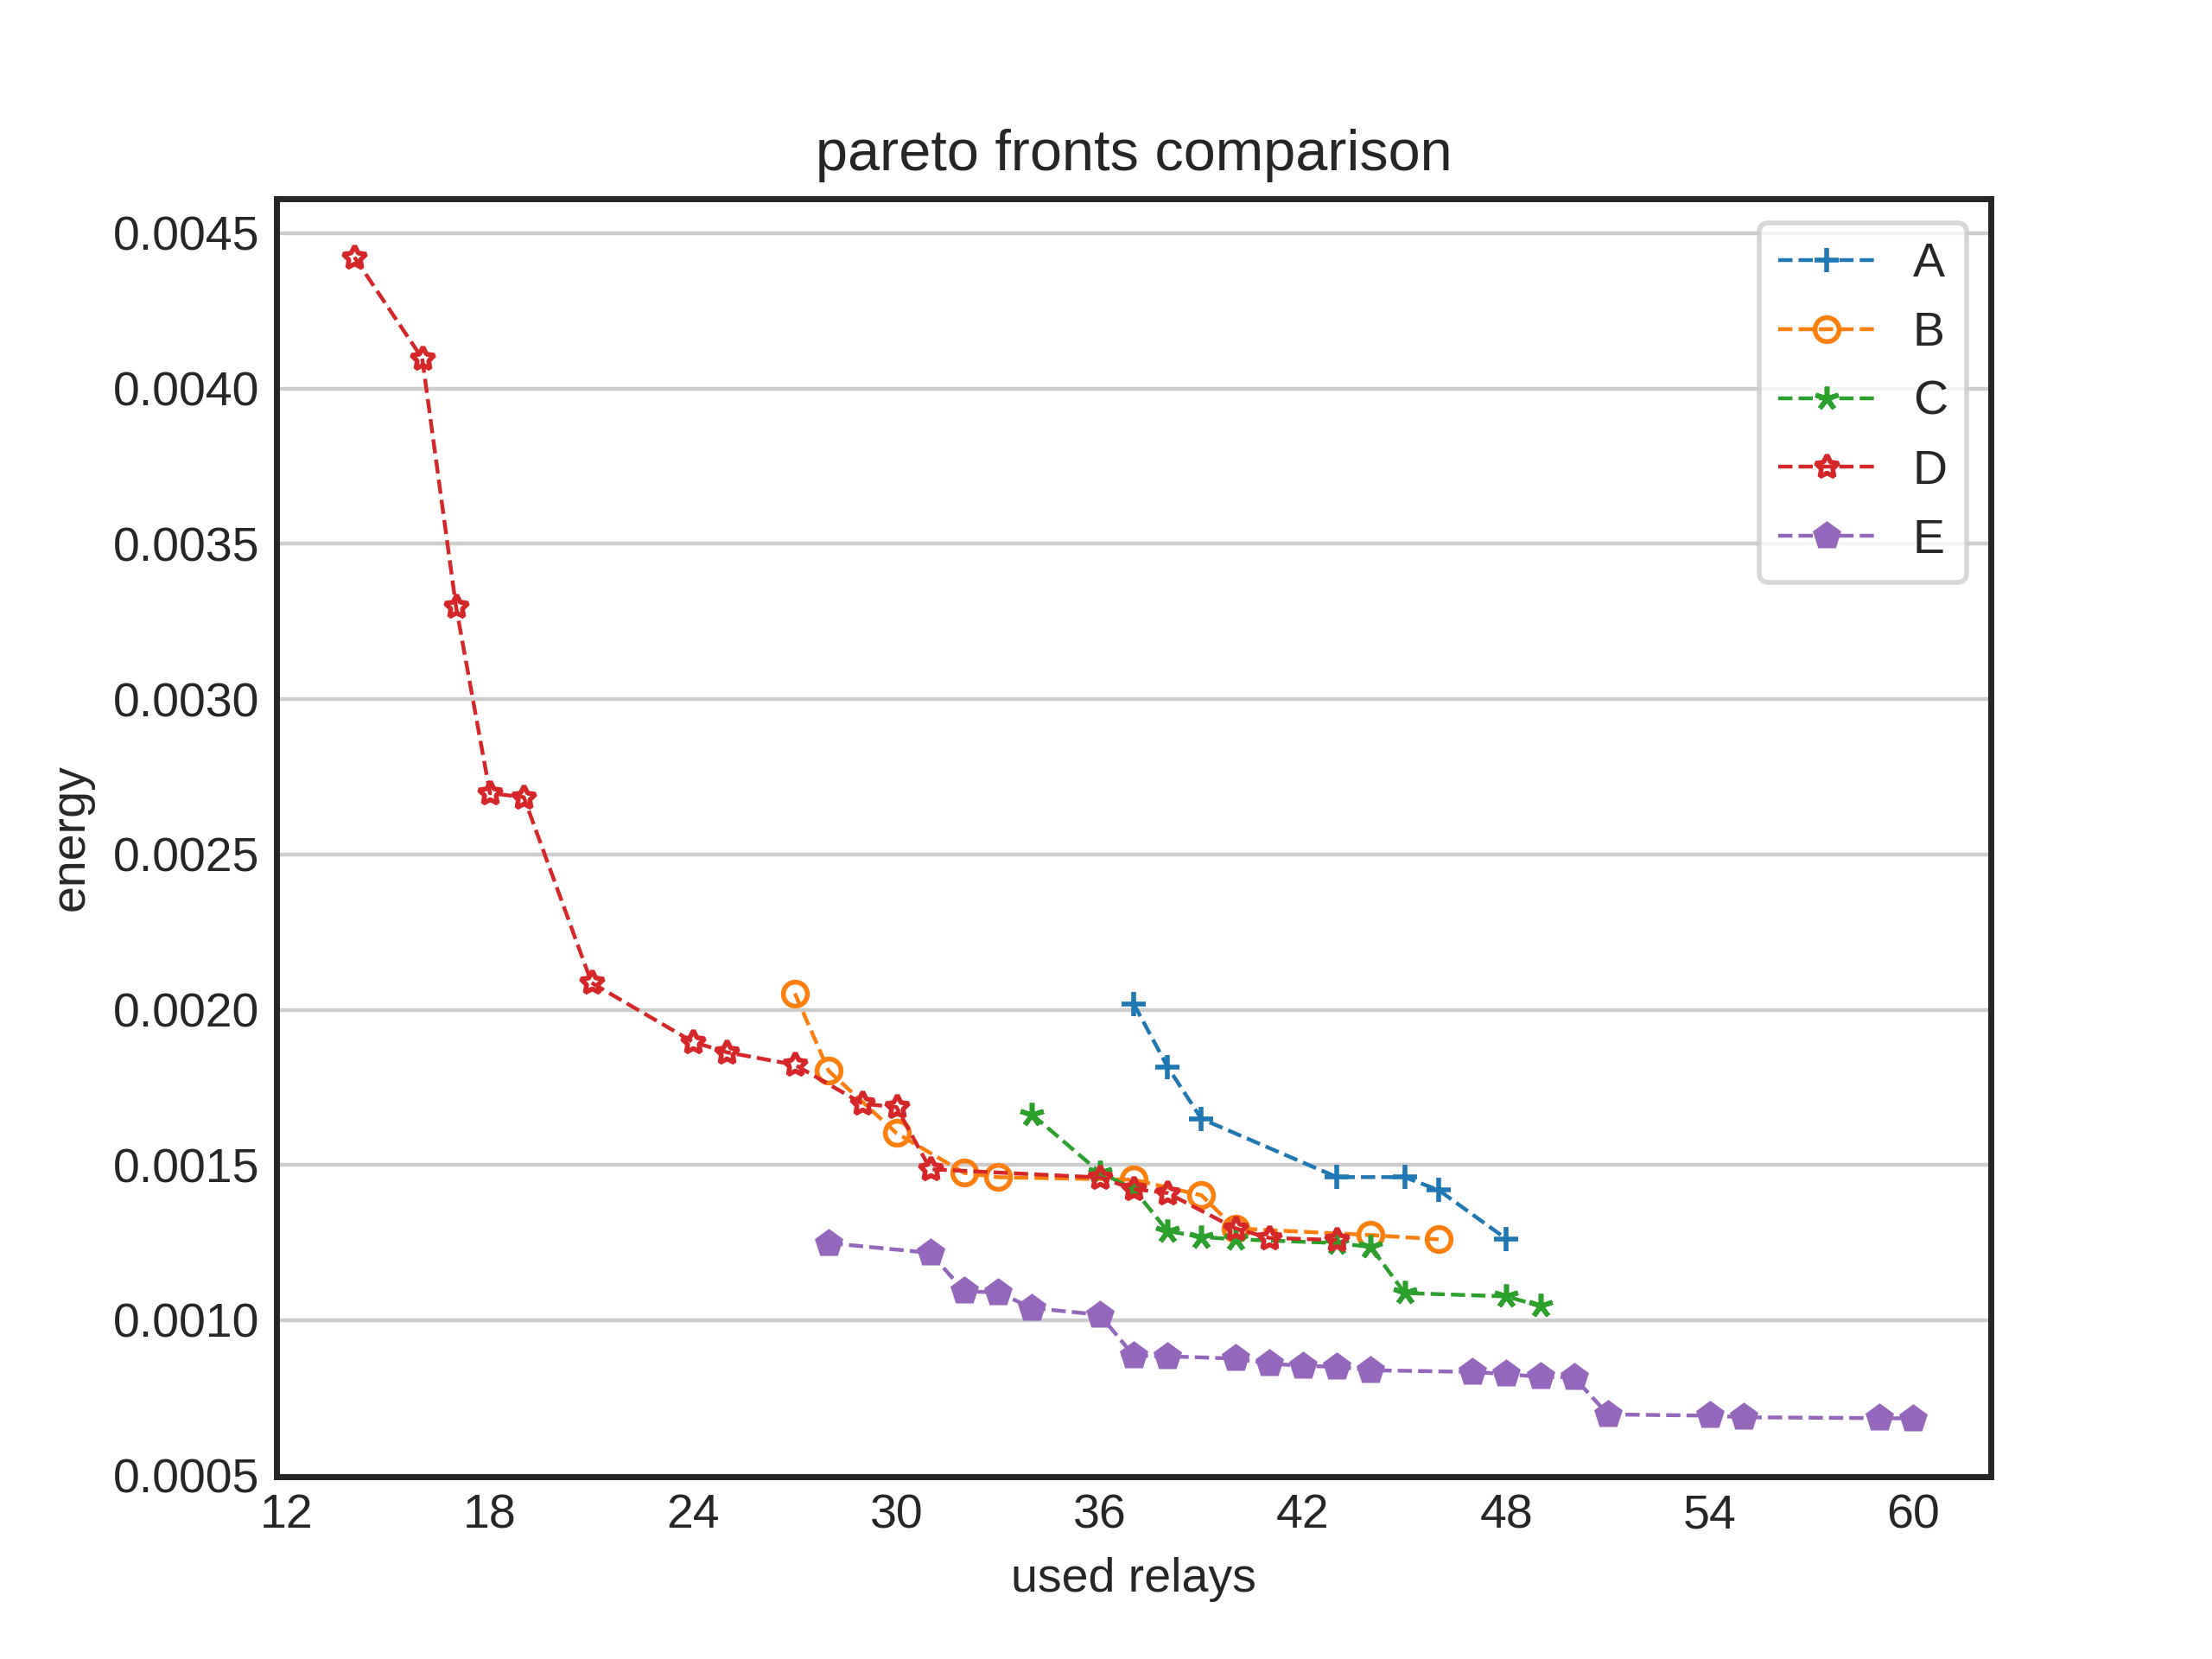 pareto fronts comparison
0.0045
0.0040
0.0035
0.0030
0.0025
0.0020
0.0015
0.0010
0.0005
energy
A
B
C
D
E
12 18 24 30 36 42 48 54 60
used relays